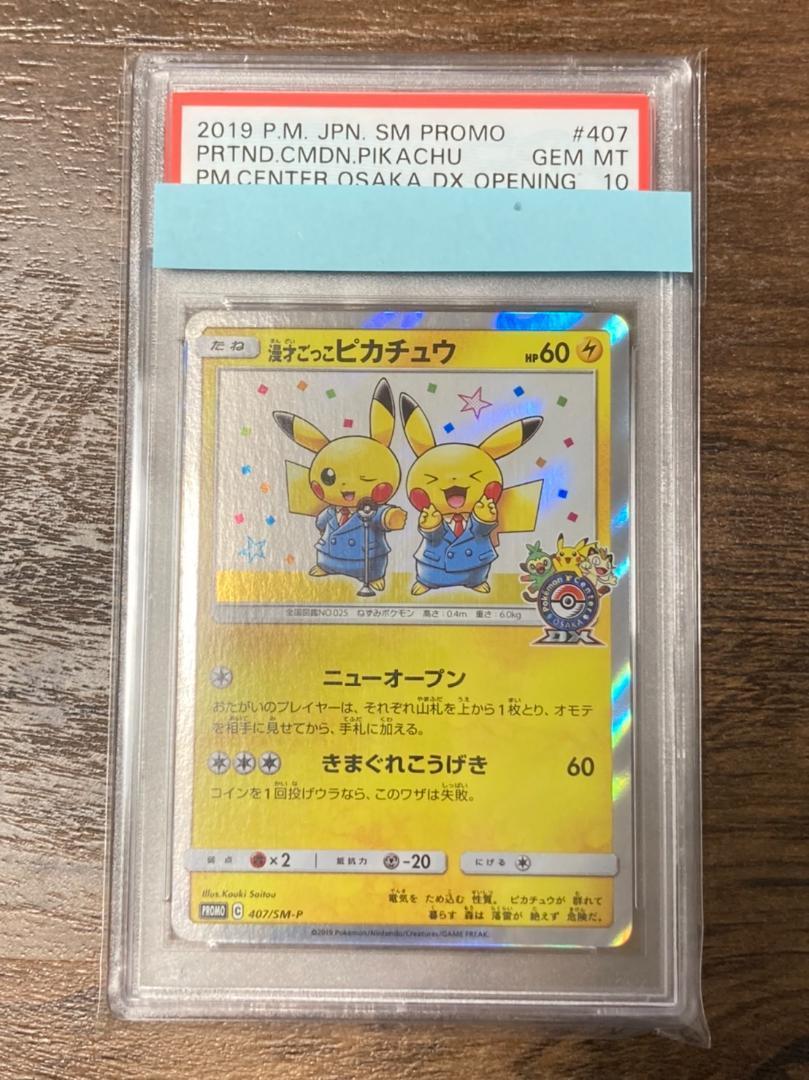 2019 P.M. JPN. SM PROMO #407
PRTND.CMDN.PIKACHU GEM MT
PM.CENTER OSAKA DX OPENING 10
たね 漫才ごっこピカチュウ HP60
まんざい
Pokémon Center
OSAKA
DX
全国図鑑NO.025 ねずみポケモン 高さ:0.4m 重さ:6.0kg
ニューオープン
おたがいのプレイヤーは、それぞれ山札を上から1枚とり、オモテ
を相手に見せてから、手札に加える。
きまぐれこうげき 60
コインを1回投げウラなら、このワザは失敗。
弱点 ×2 抵抗力 -20 にげる
Illus.Kouki Saitou
PROMO C 407/SM-P
電気を ため込む 性質。 ピカチュウが 群れて
暮らす 森は 落雷が 絶えず 危険だ。
©2019 Pokémon/Nintendo/Creatures/GAME FREAK.